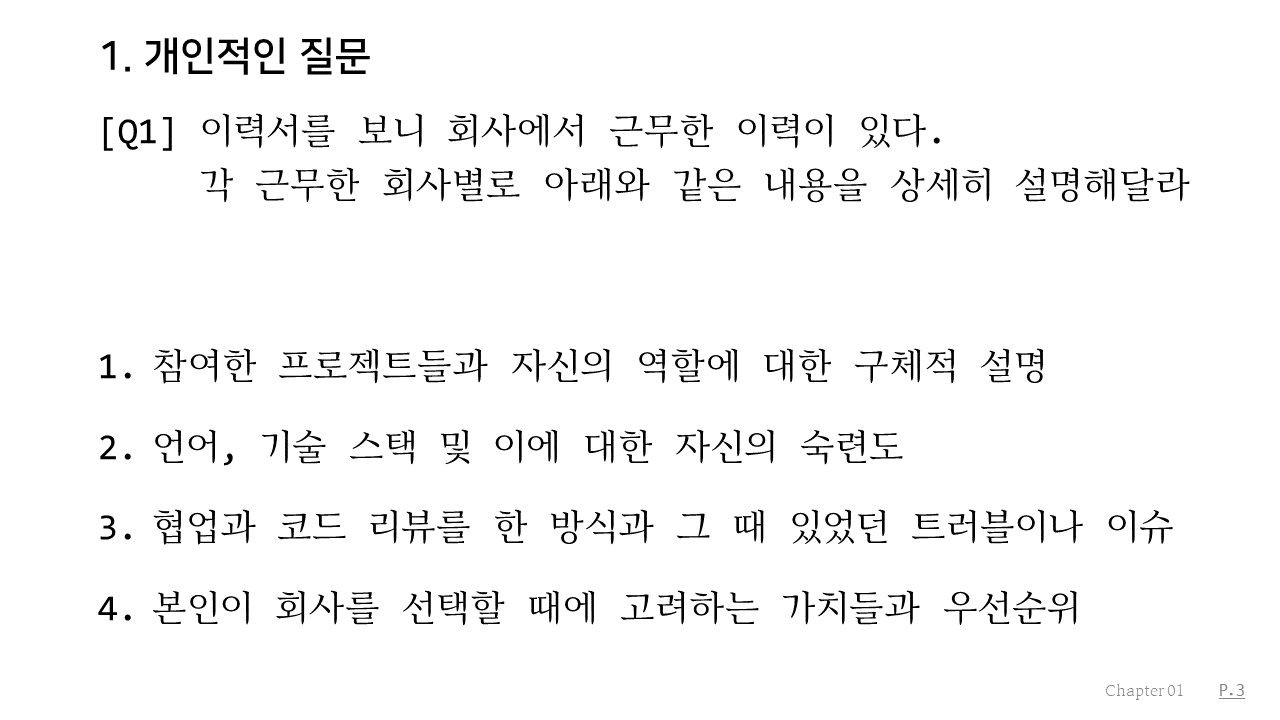 1. 개인적인 질문
[Q1] 이력서를 보니 회사에서 근무한 이력이 있다.
각 근무한 회사별로 아래와 같은 내용을 상세히 설명해달라
1. 참여한 프로젝트들과 자신의 역할에 대한 구체적 설명
2. 언어, 기술 스택 및 이에 대한 자신의 숙련도
3. 협업과 코드 리뷰를 한 방식과 그 때 있었던 트러블이나 이슈
4. 본인이 회사를 선택할 때에 고려하는 가치들과 우선순위
Chapter 01 P.3